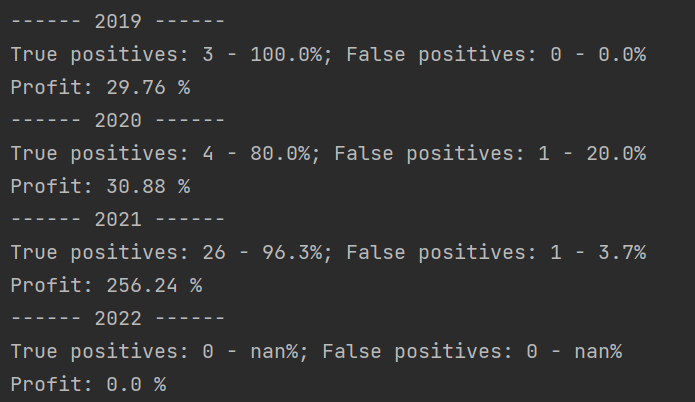 ------ 2019 ------
True positives: 3 - 100.0%; False positives: 0 - 0.0%
Profit: 29.76 %
------ 2020 ------
True positives: 4 - 80.0%; False positives: 1 - 20.0%
Profit: 30.88 %
------ 2021 ------
True positives: 26 - 96.3%; False positives: 1 - 3.7%
Profit: 256.24 %
------ 2022 ------
True positives: 0 - nan%; False positives: 0 - nan%
Profit: 0.0 %